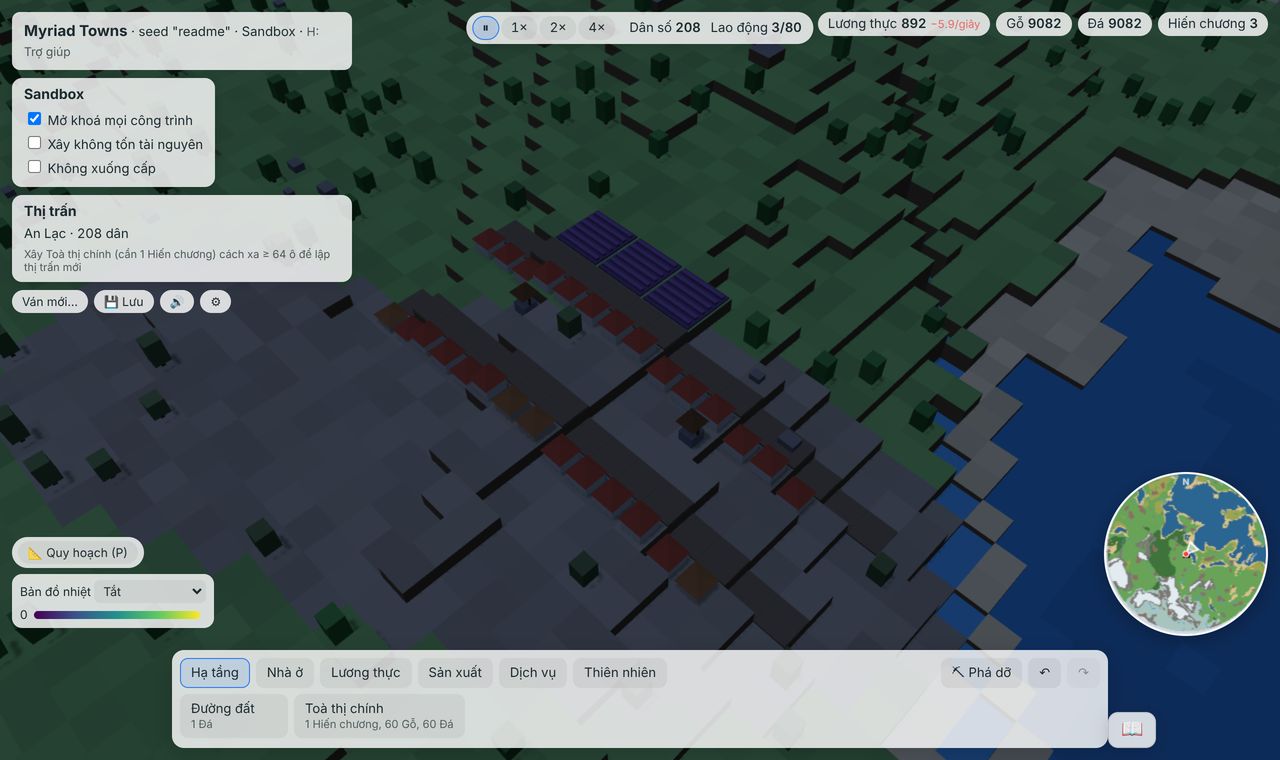 Myriad Towns · seed "readme" · Sandbox · H:
Trợ giúp
⏸ 1× 2× 4× Dân số 208 Lao động 3/80
Lương thực 892 −5.9/giây
Gỗ 9082
Đá 9082
Hiến chương 3
Sandbox
Mở khoá mọi công trình
Xây không tốn tài nguyên
Không xuống cấp
Thị trấn
An Lạc · 208 dân
Xây Toà thị chính (cần 1 Hiến chương) cách xa ≥ 64 ô để lập
thị trấn mới
Ván mới... 💾 Lưu 🔊 ⚙
N
📐 Quy hoạch (P)
Bản đồ nhiệt Tắt
0
Hạ tầng Nhà ở Lương thực Sản xuất Dịch vụ Thiên nhiên ⛏ Phá dỡ ↶ ↷
Đường đất
1 Đá
Toà thị chính
1 Hiến chương, 60 Gỗ, 60 Đá